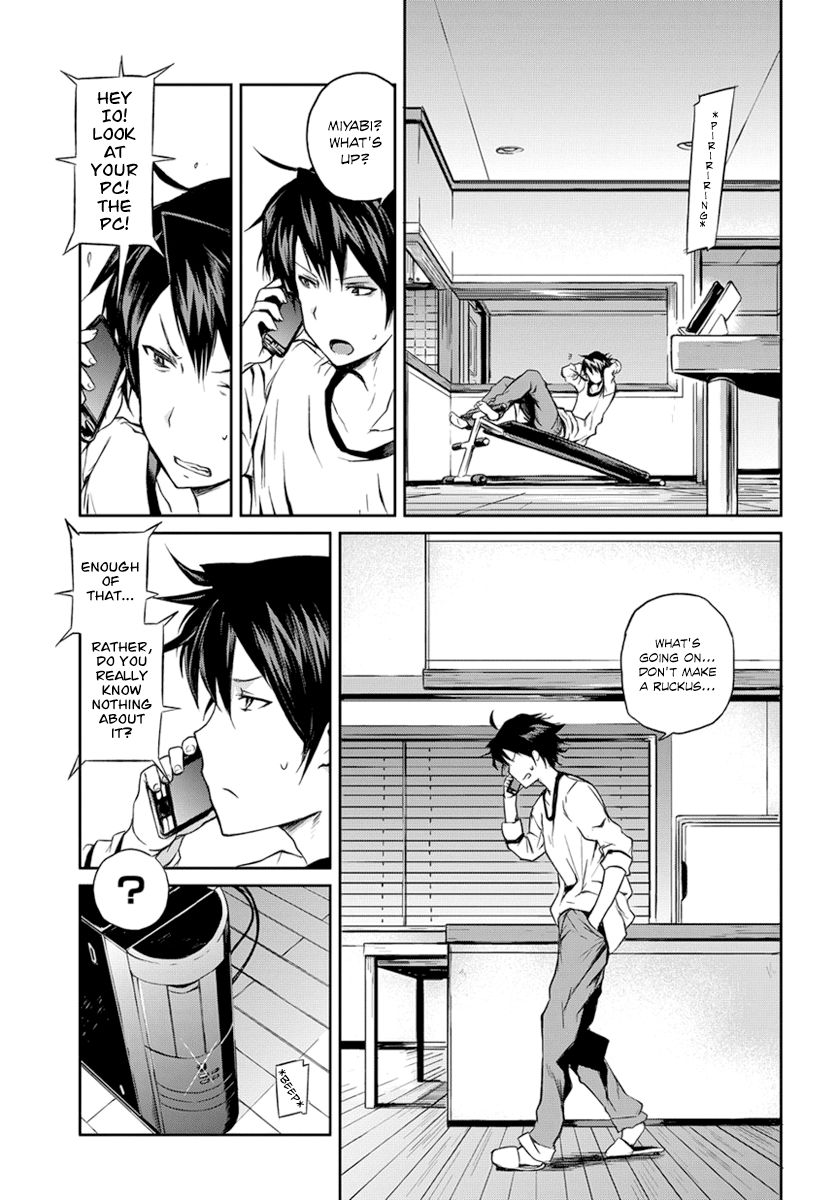 *PIRIRIRING*
MIYABI?
WHAT'S
UP?
HEY
IO!
LOOK
AT
YOUR
PC!
THE
PC!
WHAT'S
GOING ON...
DON'T MAKE
A RUCKUS...
ENOUGH
OF
THAT...
RATHER,
DO YOU
REALLY
KNOW
NOTHING
ABOUT
IT?
?
*BEEP*